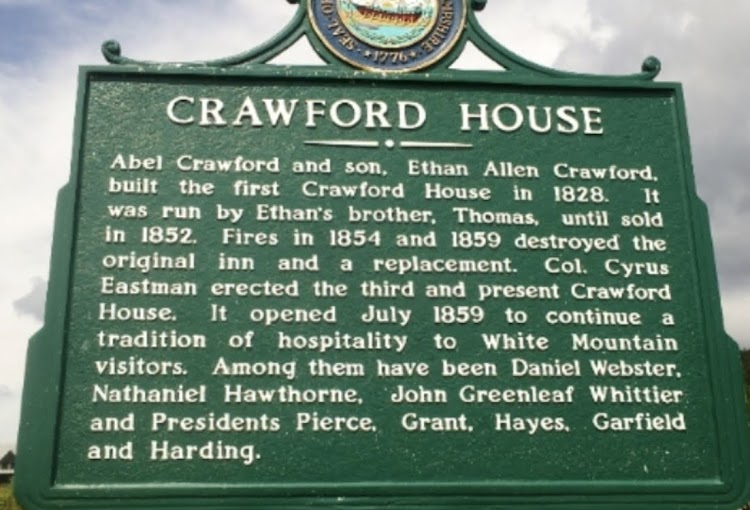 SEAL O
MPSHIRE
★ 1776 ★
CRAWFORD HOUSE
Abel Crawford and son, Ethan Allen Crawford,
built the first Crawford House in 1828. It
was run by Ethan's brother, Thomas, until sold
in 1852. Fires in 1854 and 1859 destroyed the
original inn and a replacement. Col. Cyrus
Eastman erected the third and present Crawford
House. It opened July 1859 to continue a
tradition of hospitality to White Mountain
visitors. Among them have been Daniel Webster,
Nathaniel Hawthorne, John Greenleaf Whittier
and Presidents Pierce, Grant, Hayes, Garfield
and Harding.